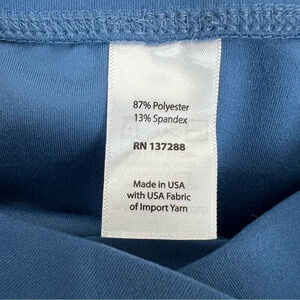 87% Polyester
13% Spandex
RN 137288
Made in USA
with USA Fabric
of Import Yarn